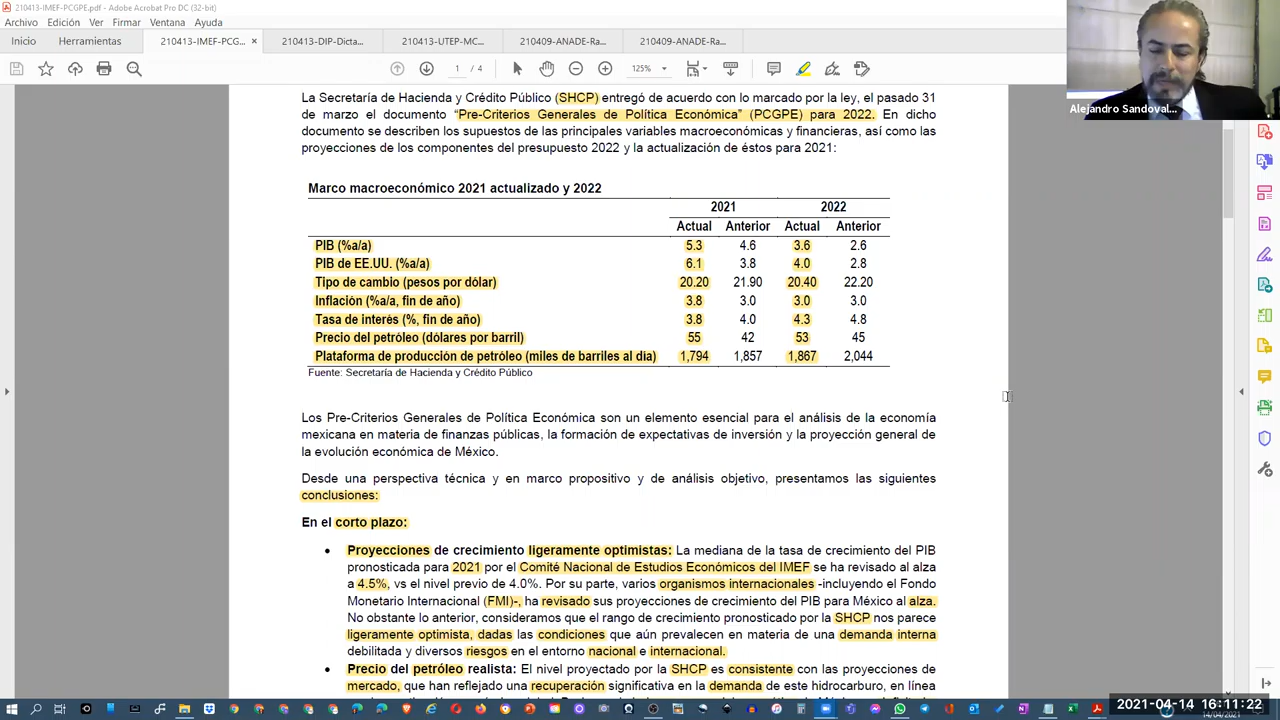 210413-IMEF-PCGPE.pdf - Adobe Acrobat Pro DC (32-bit)
Archivo Edición Ver Firmar Ventana Ayuda
Inicio Herramientas 210413-IMEF-PCG... × 210413-DIP-Dicta... 210413-UTEP-MC... 210409-ANADE-Ra... 210409-ANADE-Ra...
1 / 4 125%
Alejandro Sandoval...
La Secretaría de Hacienda y Crédito Público (SHCP) entregó de acuerdo con lo marcado por la ley, el pasado 31
de marzo el documento “Pre-Criterios Generales de Política Económica” (PCGPE) para 2022. En dicho
documento se describen los supuestos de las principales variables macroeconómicas y financieras, así como las
proyecciones de los componentes del presupuesto 2022 y la actualización de éstos para 2021:
Marco macroeconómico 2021 actualizado y 2022
2021 2022
Actual Anterior Actual Anterior
PIB (%a/a) 5.3 4.6 3.6 2.6
PIB de EE.UU. (%a/a) 6.1 3.8 4.0 2.8
Tipo de cambio (pesos por dólar) 20.20 21.90 20.40 22.20
Inflación (%a/a, fin de año) 3.8 3.0 3.0 3.0
Tasa de interés (%, fin de año) 3.8 4.0 4.3 4.8
Precio del petróleo (dólares por barril) 55 42 53 45
Plataforma de producción de petróleo (miles de barriles al día) 1,794 1,857 1,867 2,044
Fuente: Secretaría de Hacienda y Crédito Público
Los Pre-Criterios Generales de Política Económica son un elemento esencial para el análisis de la economía
mexicana en materia de finanzas públicas, la formación de expectativas de inversión y la proyección general de
la evolución económica de México.
Desde una perspectiva técnica y en marco propositivo y de análisis objetivo, presentamos las siguientes
conclusiones:
En el corto plazo:
• Proyecciones de crecimiento ligeramente optimistas: La mediana de la tasa de crecimiento del PIB
pronosticada para 2021 por el Comité Nacional de Estudios Económicos del IMEF se ha revisado al alza
a 4.5%, vs el nivel previo de 4.0%. Por su parte, varios organismos internacionales -incluyendo el Fondo
Monetario Internacional (FMI)-, ha revisado sus proyecciones de crecimiento del PIB para México al alza.
No obstante lo anterior, consideramos que el rango de crecimiento pronosticado por la SHCP nos parece
ligeramente optimista, dadas las condiciones que aún prevalecen en materia de una demanda interna
debilitada y diversos riesgos en el entorno nacional e internacional.
• Precio del petróleo realista: El nivel proyectado por la SHCP es consistente con las proyecciones de
mercado, que han reflejado una recuperación significativa en la demanda de este hidrocarburo, en línea
2021-04-14 16:11:22
14/04/2021